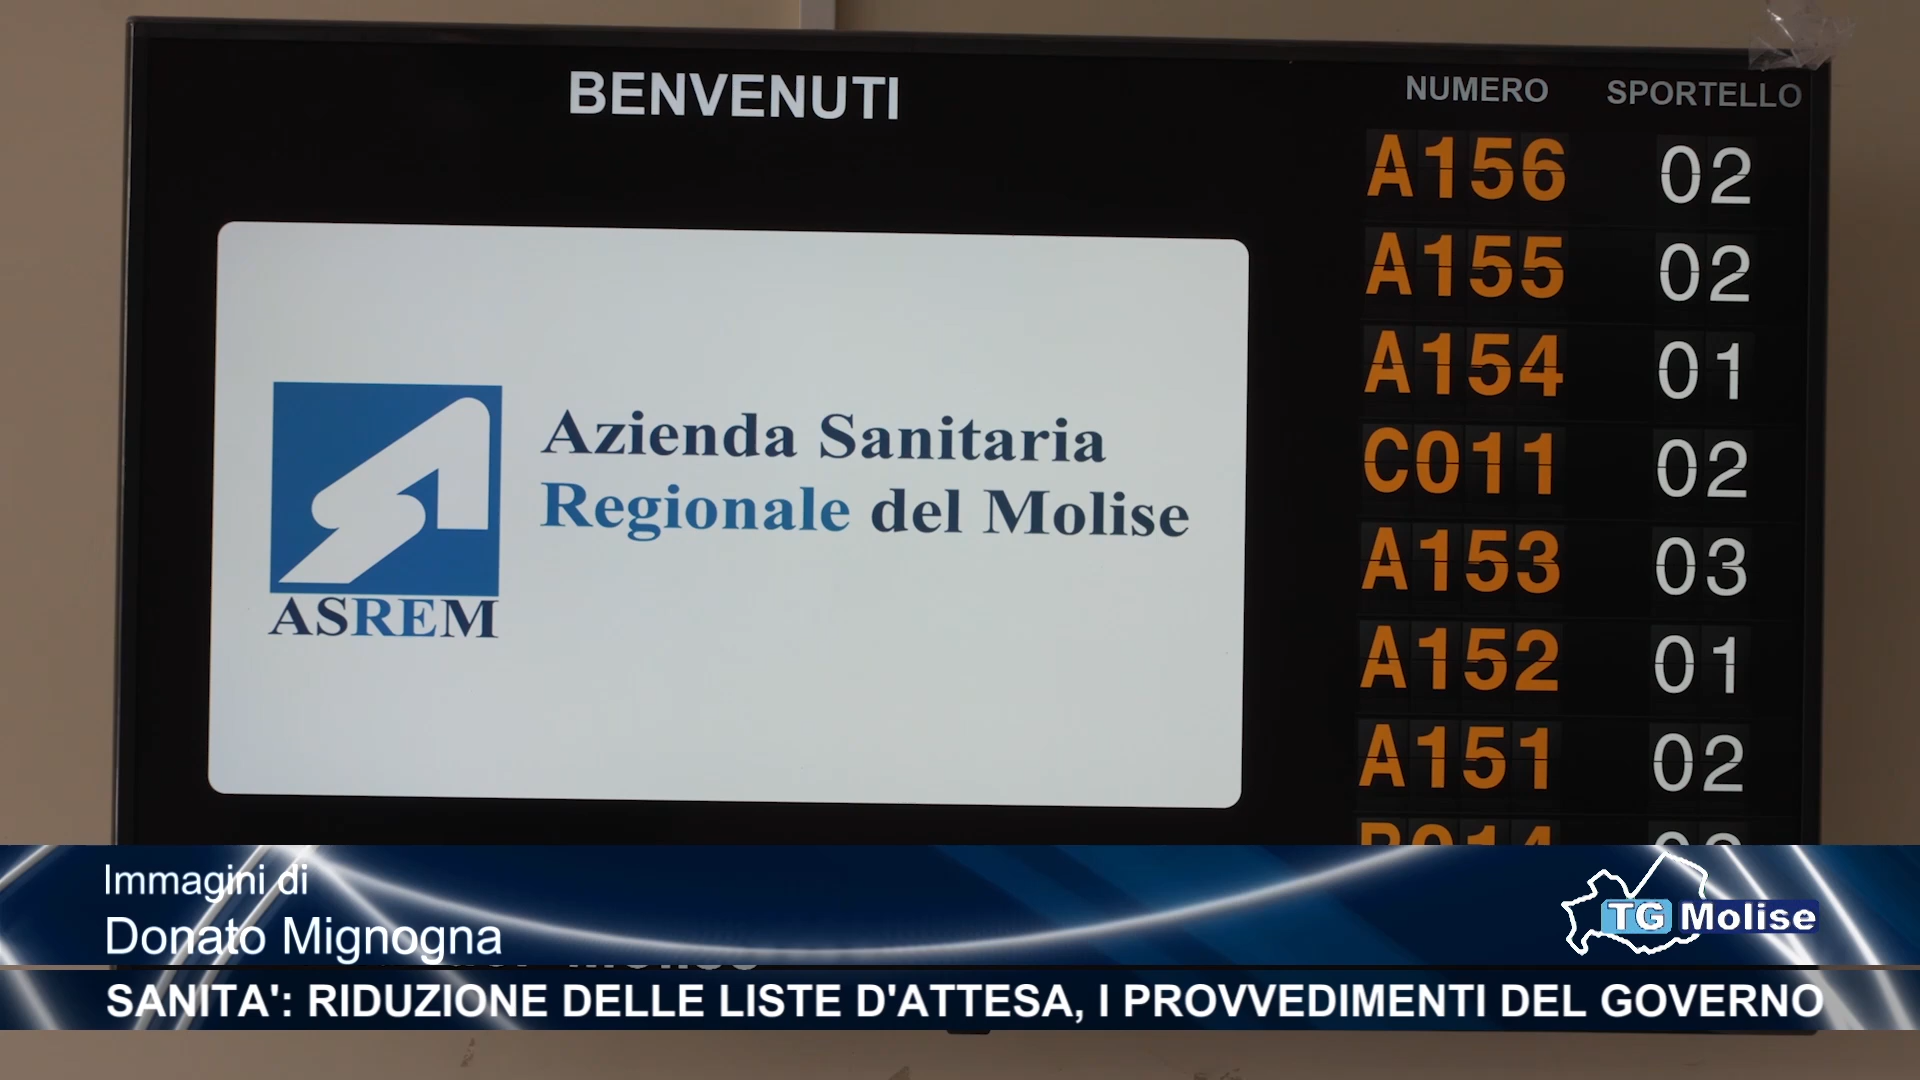 BENVENUTI
NUMERO SPORTELLO
A156 02
A155 02
A154 01
C011 02
A153 03
A152 01
A151 02
Azienda Sanitaria
Regionale del Molise
ASREM
Immagini di
Donato Mignogna
TG Molise
SANITA': RIDUZIONE DELLE LISTE D'ATTESA, I PROVVEDIMENTI DEL GOVERNO